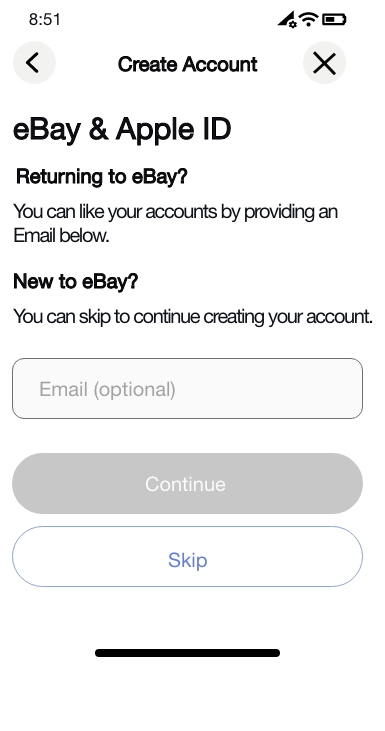 8:51
Create Account
eBay & Apple ID
Returning to eBay?
You can like your accounts by providing an
Email below.
New to eBay?
You can skip to continue creating your account.
Email (optional)
Continue
Skip